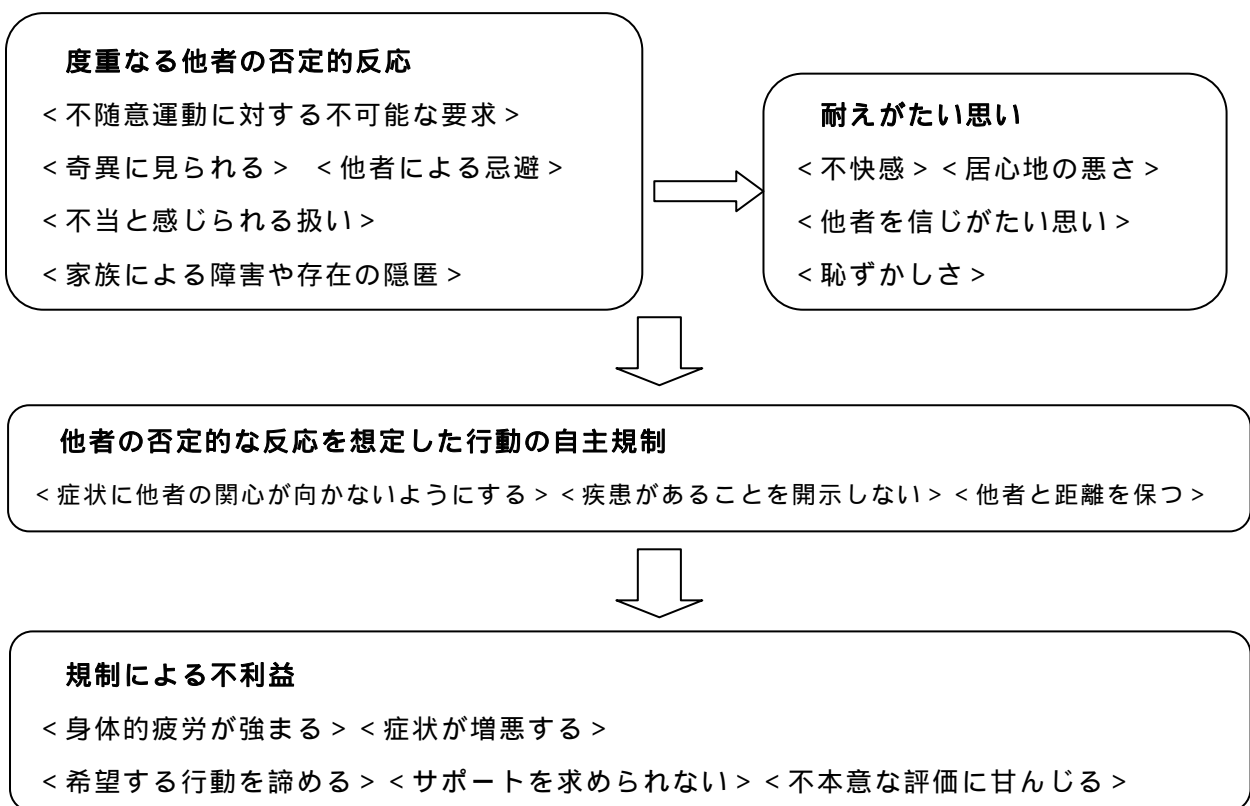 度重なる他者の否定的反応
<不随意運動に対する不可能な要求>
<奇異に見られる> <他者による忌避>
<不当と感じられる扱い>
<家族による障害や存在の隠匿>
耐えがたい思い
<不快感><居心地の悪さ>
<他者を信じがたい思い>
<恥ずかしさ>
他者の否定的な反応を想定した行動の自主規制
<症状に他者の関心が向かないようにする><疾患があることを開示しない><他者と距離を保つ>
規制による不利益
<身体的疲労が強まる><症状が増悪する>
<希望する行動を諦める><サポートを求められない><不本意な評価に甘んじる>